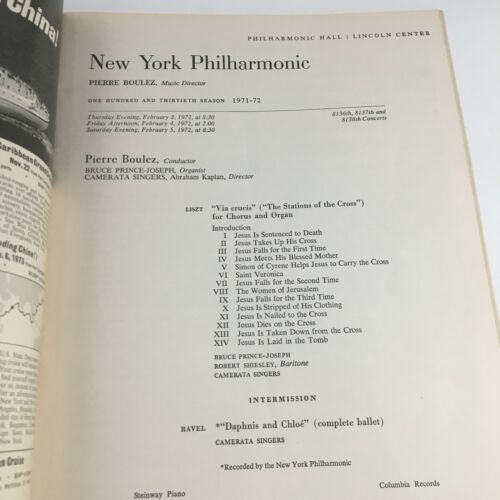 China!
Caribbean
Nov. 22
ding China!)
. 6, 1973
U.S. State
PHILHARMONIC HALL | LINCOLN CENTER
New York Philharmonic
PIERRE BOULEZ, Music Director
ONE HUNDRED AND THIRTIETH SEASON 1971-72
Thursday Evening, February 3, 1972, at 8:30
Friday Afternoon, February 4, 1972, at 2:00
Saturday Evening, February 5, 1972, at 8:30
8136th, 8137th and
8138th Concerts
Pierre Boulez, Conductor
BRUCE PRINCE-JOSEPH, Organist
CAMERATA SINGERS, Abraham Kaplan, Director
LISZT "Via crucis" ("The Stations of the Cross")
for Chorus and Organ
Introduction
I Jesus Is Sentenced to Death
II Jesus Takes Up His Cross
III Jesus Falls for the First Time
IV Jesus Meets His Blessed Mother
V Simon of Cyrene Helps Jesus to Carry the Cross
VI Saint Veronica
VII Jesus Falls for the Second Time
VIII The Women of Jerusalem
IX Jesus Falls for the Third Time
X Jesus Is Stripped of His Clothing
XI Jesus Is Nailed to the Cross
XII Jesus Dies on the Cross
XIII Jesus Is Taken Down from the Cross
XIV Jesus Is Laid in the Tomb
BRUCE PRINCE-JOSEPH
ROBERT SHIESLEY, Baritone
CAMERATA SINGERS
INTERMISSION
RAVEL *"Daphnis and Chloé" (complete ballet)
CAMERATA SINGERS
*Recorded by the New York Philharmonic
Steinway Piano
Columbia Records